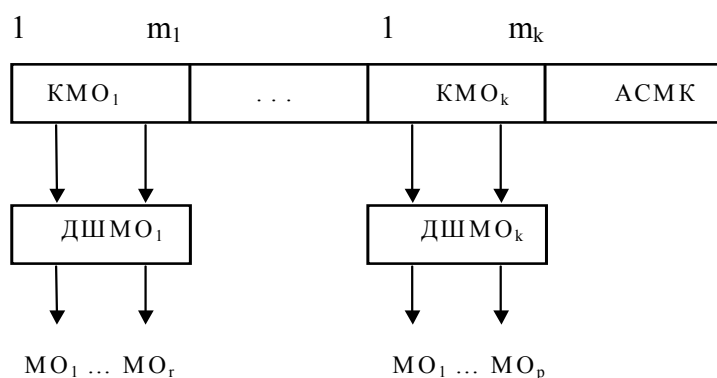 1 m₁ 1 mₖ
КМО₁ ... КМОₖ АСМК
ДШМО₁ ДШМОₖ
МО₁ ... МОᵣ МО₁ ... МОₚ